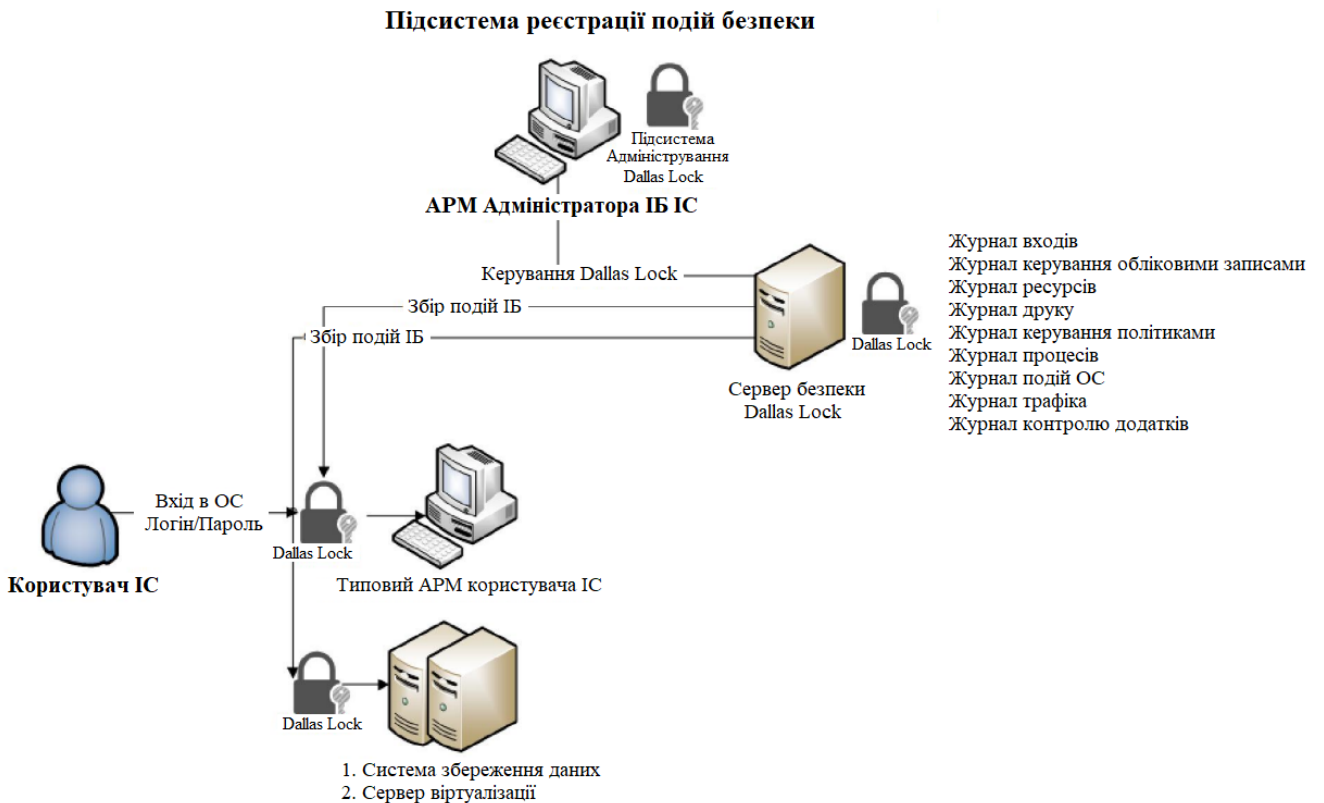 Підсистема реєстрації подій безпеки
Підсистема
Адміністрування
Dallas Lock
АРМ Адміністратора ІБ ІС
Керування Dallas Lock
Збір подій ІБ
Збір подій ІБ
Dallas Lock
Сервер безпеки
Dallas Lock
Журнал входів
Журнал керування обліковими записами
Журнал ресурсів
Журнал друку
Журнал керування політиками
Журнал процесів
Журнал подій ОС
Журнал трафіка
Журнал контролю додатків
Вхід в ОС
Логін/Пароль
Dallas Lock
Користувач ІС
Типовий АРМ користувача ІС
Dallas Lock
1. Система збереження даних
2. Сервер віртуалізації